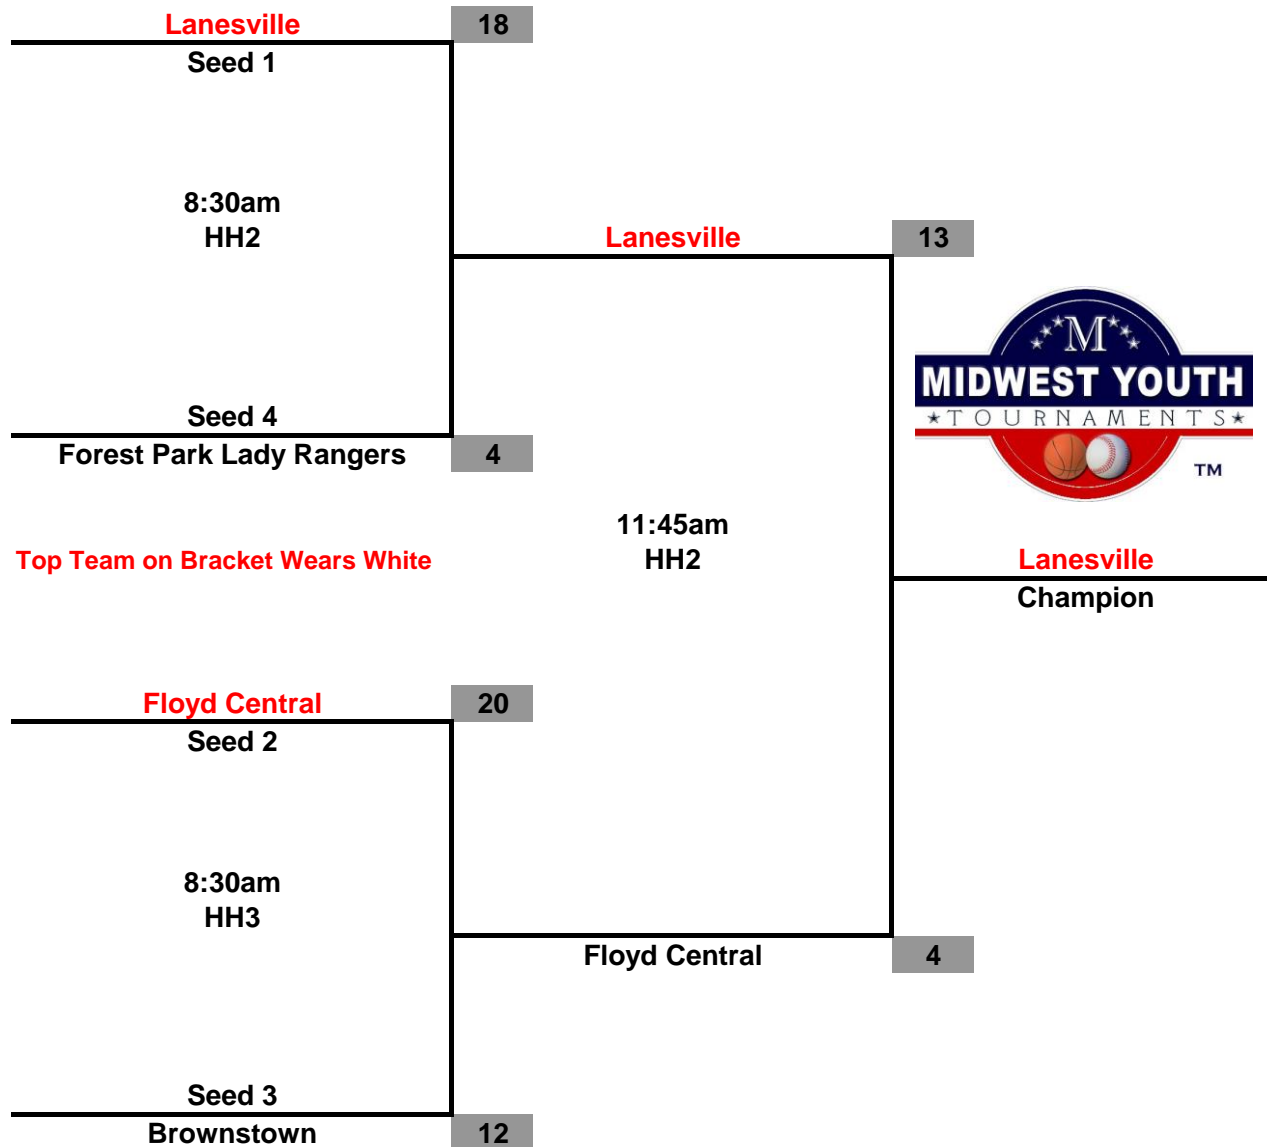 Lanesville 18
Seed 1
8:30am
HH2
Lanesville 13
M
MIDWEST YOUTH
TOURNAMENTS
TM
Seed 4
Forest Park Lady Rangers 4
11:45am
HH2
Top Team on Bracket Wears White
Lanesville
Champion
Floyd Central 20
Seed 2
8:30am
HH3
Floyd Central 4
Seed 3
Brownstown 12